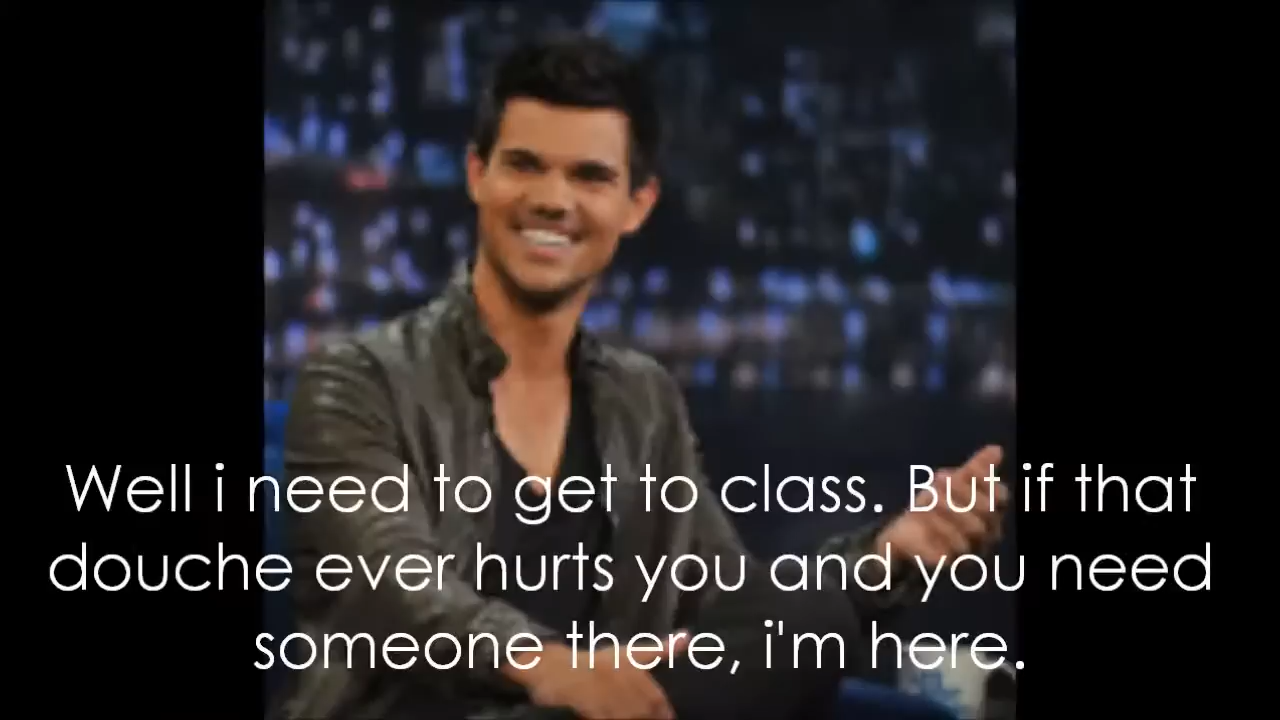 Well i need to get to class. But if that
douche ever hurts you and you need
someone there, i'm here.